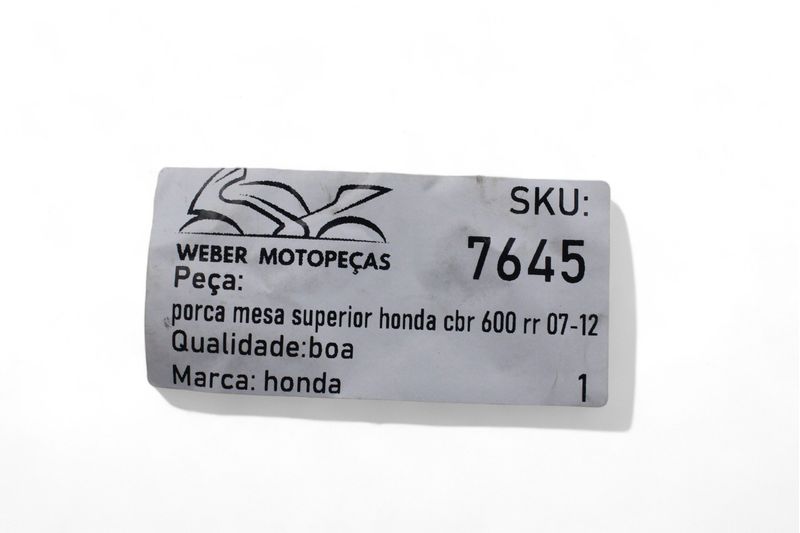 WEBER MOTOPEÇAS
SKU:
7645
Peça:
porca mesa superior honda cbr 600 rr 07-12
Qualidade:boa
Marca: honda
1